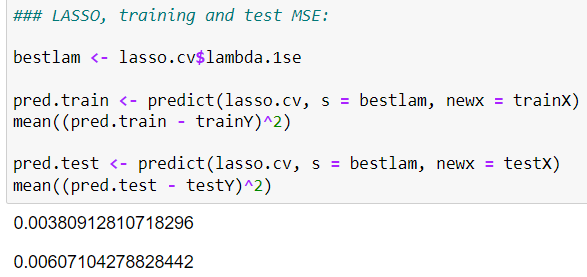 ### LASSO, training and test MSE:
bestlam <- lasso.cv$lambda.1se
pred.train <- predict(lasso.cv, s = bestlam, newx = trainX)
mean((pred.train - trainY)^2)
pred.test <- predict(lasso.cv, s = bestlam, newx = testX)
mean((pred.test - testY)^2)
0.00380912810718296
0.00607104278828442